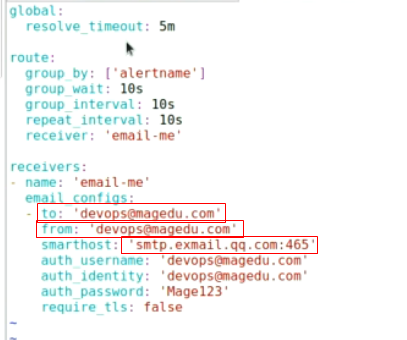 global:
  resolve_timeout: 5m
route:
  group_by: ['alertname']
  group_wait: 10s
  group_interval: 10s
  repeat_interval: 10s
  receiver: 'email-me'
receivers:
- name: 'email-me'
  email_configs:
  - to: 'devops@magedu.com'
    from: 'devops@magedu.com'
    smarthost: 'smtp.exmail.qq.com:465'
    auth_username: 'devops@magedu.com'
    auth_identity: 'devops@magedu.com'
    auth_password: 'Mage123'
    require_tls: false
~
~